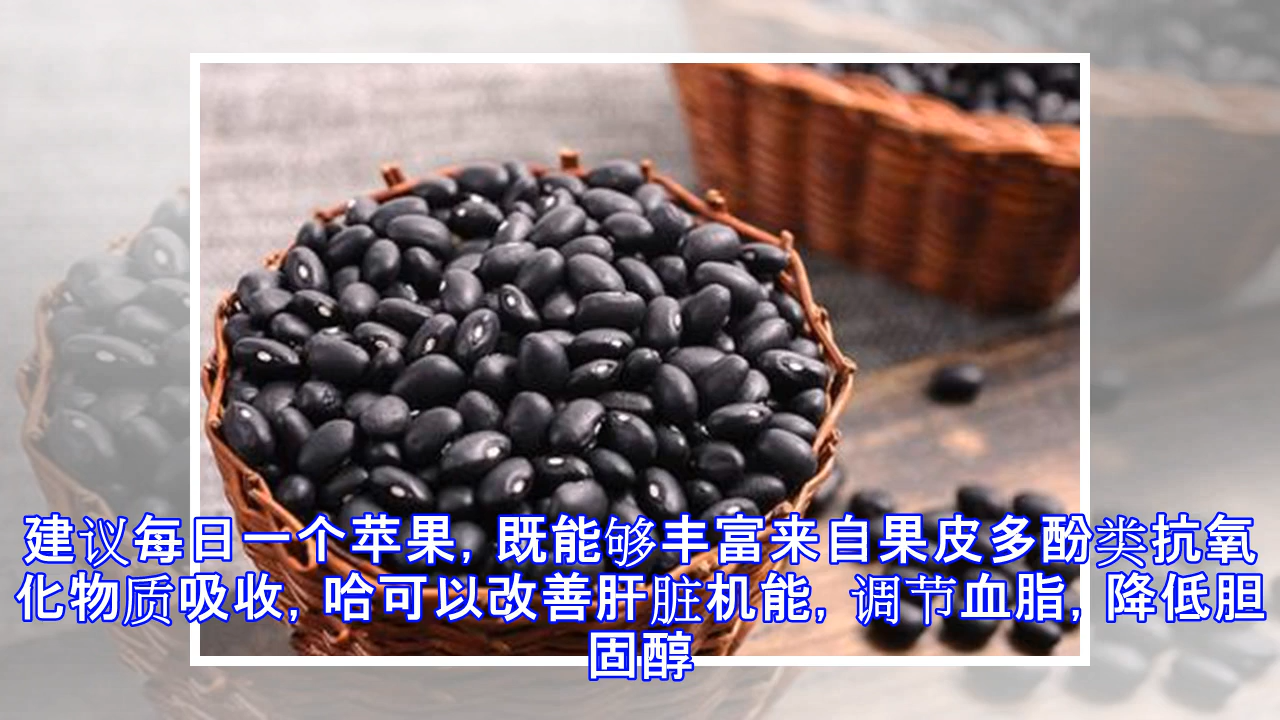 建议每日一个苹果, 既能够丰富来自果皮多酚类抗氧
化物质吸收, 哈可以改善肝脏机能, 调节血脂, 降低胆
固醇